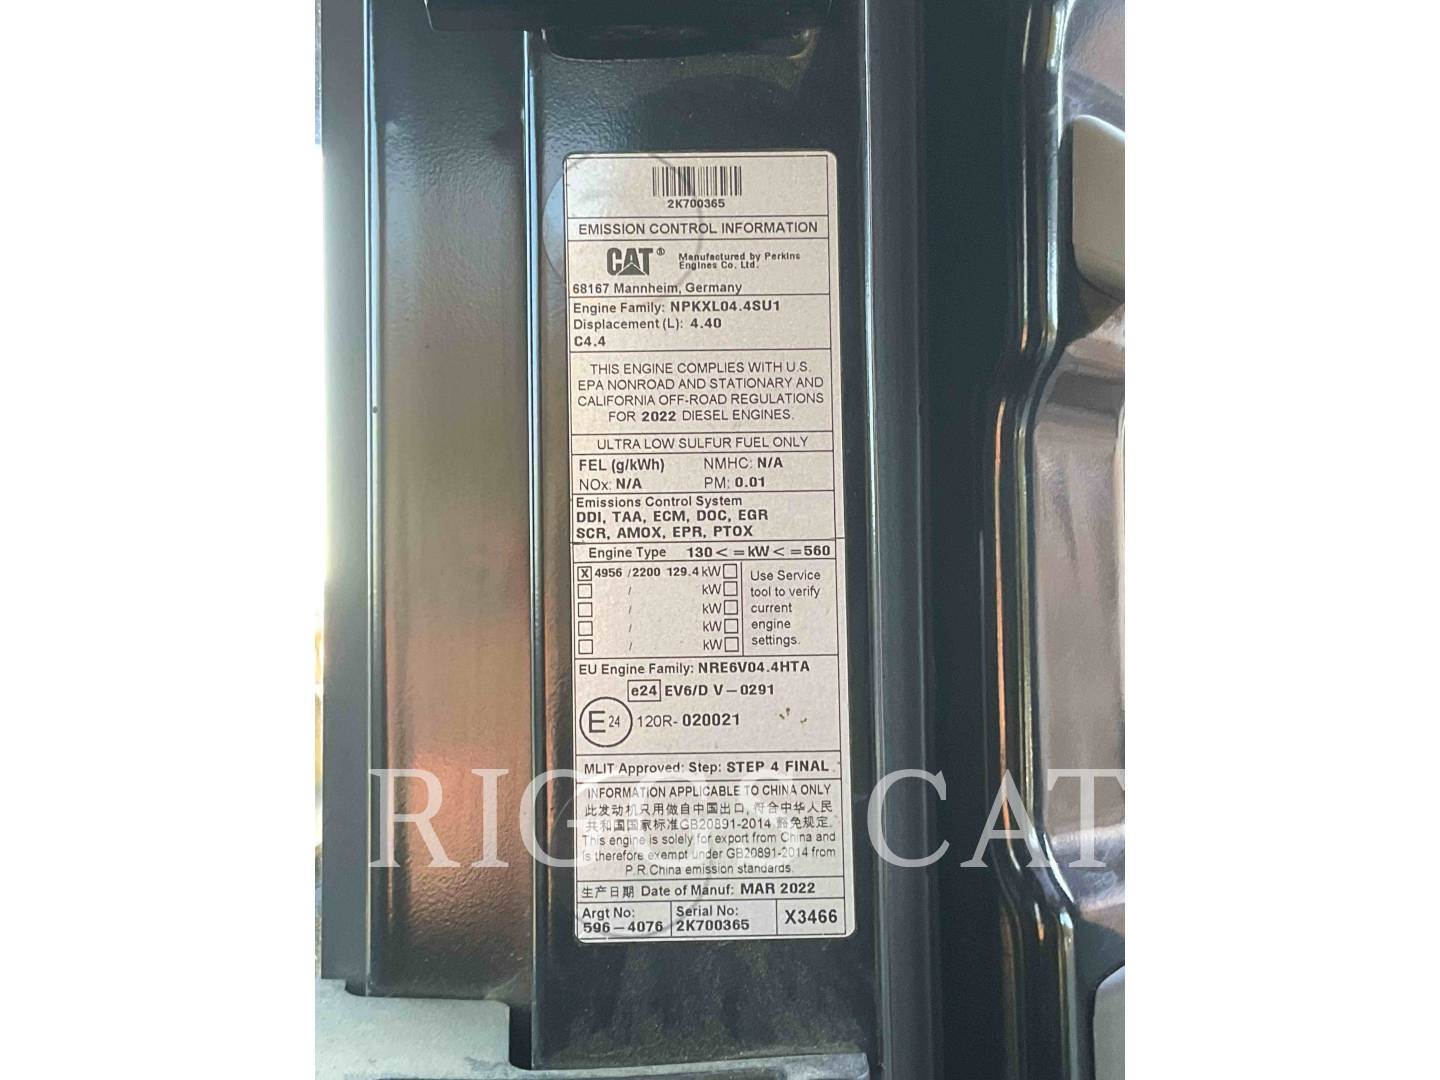 2K700365
EMISSION CONTROL INFORMATION
CAT® Manufactured by Perkins
Engines Co. Ltd.
68167 Mannheim, Germany
Engine Family: NPKXL04.4SU1
Displacement (L): 4.40
C4.4
THIS ENGINE COMPLIES WITH U.S.
EPA NONROAD AND STATIONARY AND
CALIFORNIA OFF-ROAD REGULATIONS
FOR 2022 DIESEL ENGINES.
ULTRA LOW SULFUR FUEL ONLY
FEL (g/kWh) NMHC: N/A
NOx: N/A PM: 0.01
Emissions Control System
DDI, TAA, ECM, DOC, EGR
SCR, AMOX, EPR, PTOX
Engine Type 130<=kW<=560
X 4956 /2200 129.4 kW
/ kW
/ kW
/ kW
/ kW
Use Service
tool to verify
current
engine
settings.
EU Engine Family: NRE6V04.4HTA
e24 EV6/D V-0291
E 24 120R-020021
MLIT Approved: Step: STEP 4 FINAL
INFORMATION APPLICABLE TO CHINA ONLY
此发动机只用做自中国出口, 符合中华人民
共和国国家标准GB20891-2014 豁免规定.
This engine is solely for export from China and
is therefore exempt under GB20891-2014 from
P.R.China emission standards.
生产日期 Date of Manuf: MAR 2022
Argt No:
596-4076
Serial No:
2K700365
X3466
RIGGS CAT